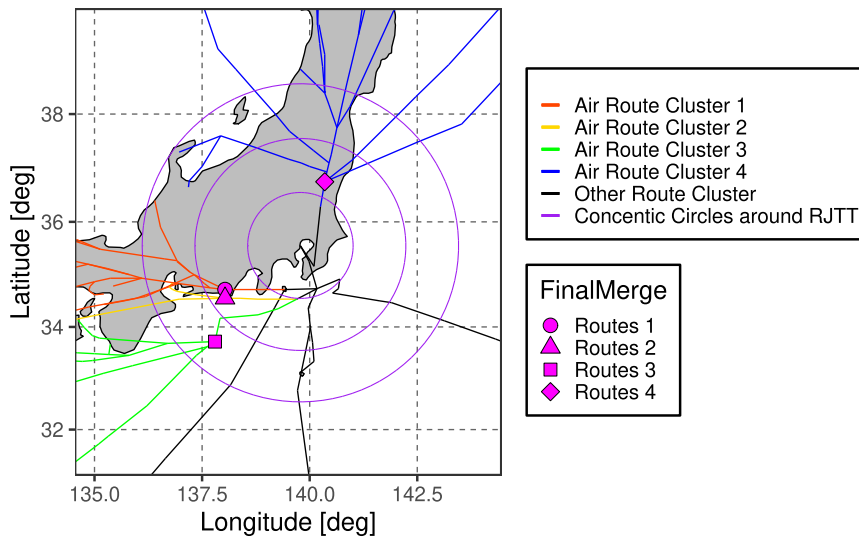 38
36
34
32
Latitude [deg]
135.0 137.5 140.0 142.5
Longitude [deg]
Air Route Cluster 1
Air Route Cluster 2
Air Route Cluster 3
Air Route Cluster 4
Other Route Cluster
Concentic Circles around RJTT
FinalMerge
Routes 1
Routes 2
Routes 3
Routes 4